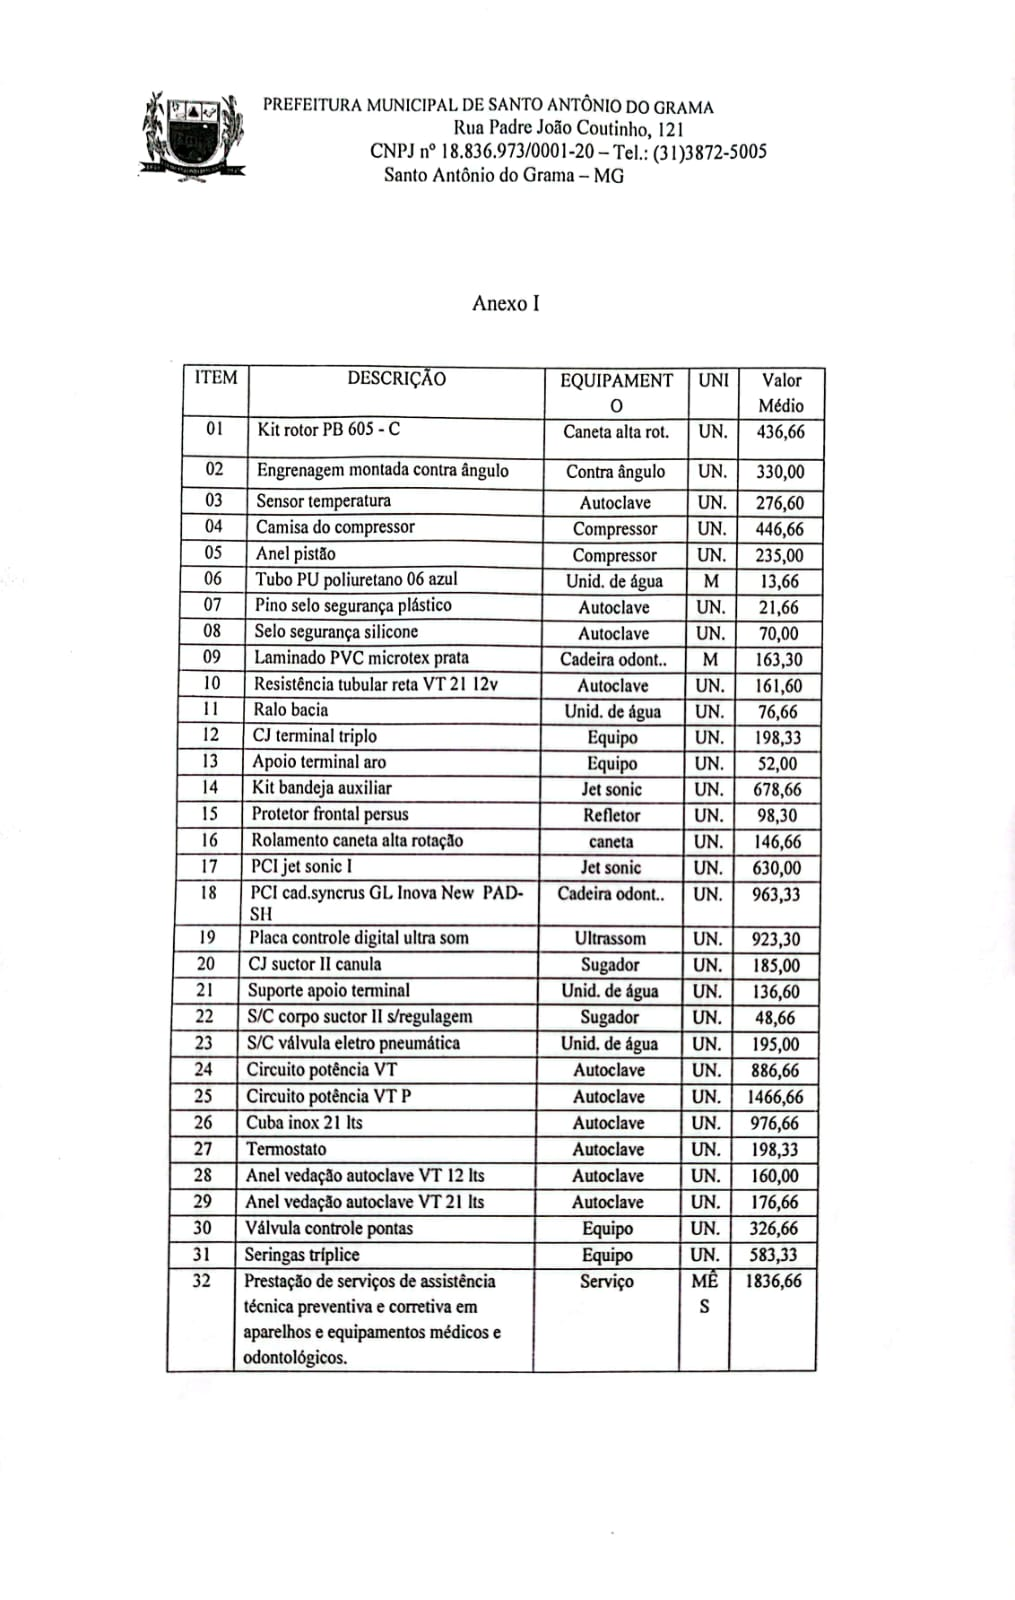 PREFEITURA MUNICIPAL DE SANTO ANTÔNIO DO GRAMA
Rua Padre João Coutinho, 121
CNPJ nº 18.836.973/0001-20 – Tel.: (31)3872-5005
Santo Antônio do Grama – MG
Anexo I
ITEM DESCRIÇÃO EQUIPAMENT UNI Valor
O Médio
01 Kit rotor PB 605 - C Caneta alta rot. UN. 436,66
02 Engrenagem montada contra ângulo Contra ângulo UN. 330,00
03 Sensor temperatura Autoclave UN. 276,60
04 Camisa do compressor Compressor UN. 446,66
05 Anel pistão Compressor UN. 235,00
06 Tubo PU poliuretano 06 azul Unid. de água M 13,66
07 Pino selo segurança plástico Autoclave UN. 21,66
08 Selo segurança silicone Autoclave UN. 70,00
09 Laminado PVC microtex prata Cadeira odont.. M 163,30
10 Resistência tubular reta VT 21 12v Autoclave UN. 161,60
11 Ralo bacia Unid. de água UN. 76,66
12 CJ terminal triplo Equipo UN. 198,33
13 Apoio terminal aro Equipo UN. 52,00
14 Kit bandeja auxiliar Jet sonic UN. 678,66
15 Protetor frontal persus Refletor UN. 98,30
16 Rolamento caneta alta rotação caneta UN. 146,66
17 PCI jet sonic I Jet sonic UN. 630,00
18 PCI cad.syncrus GL Inova New PAD- Cadeira odont.. UN. 963,33
SH
19 Placa controle digital ultra som Ultrassom UN. 923,30
20 CJ suctor II canula Sugador UN. 185,00
21 Suporte apoio terminal Unid. de água UN. 136,60
22 S/C corpo suctor II s/regulagem Sugador UN. 48,66
23 S/C válvula eletro pneumática Unid. de água UN. 195,00
24 Circuito potência VT Autoclave UN. 886,66
25 Circuito potência VT P Autoclave UN. 1466,66
26 Cuba inox 21 lts Autoclave UN. 976,66
27 Termostato Autoclave UN. 198,33
28 Anel vedação autoclave VT 12 lts Autoclave UN. 160,00
29 Anel vedação autoclave VT 21 lts Autoclave UN. 176,66
30 Válvula controle pontas Equipo UN. 326,66
31 Seringas tríplice Equipo UN. 583,33
32 Prestação de serviços de assistência Serviço MÊ 1836,66
técnica preventiva e corretiva em S
aparelhos e equipamentos médicos e
odontológicos.